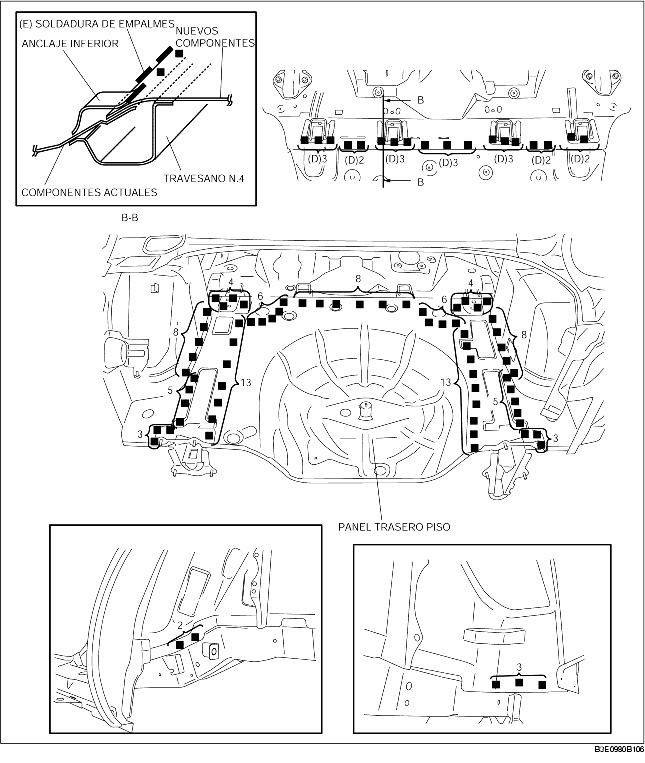 (E) SOLDADURA DE EMPALMES
NUEVOS
ANCLAJE INFERIOR
COMPONENTES
TRAVESANO N.4
COMPONENTES ACTUALES
B-B
B
(D)3 (D)2 (D)3 (D)3 (D)3 (D)2 (D)2
B
8
4 4
6 6
8 8
13 13
5 5
3 3
PANEL TRASERO PISO
2
3
B3E0980B106